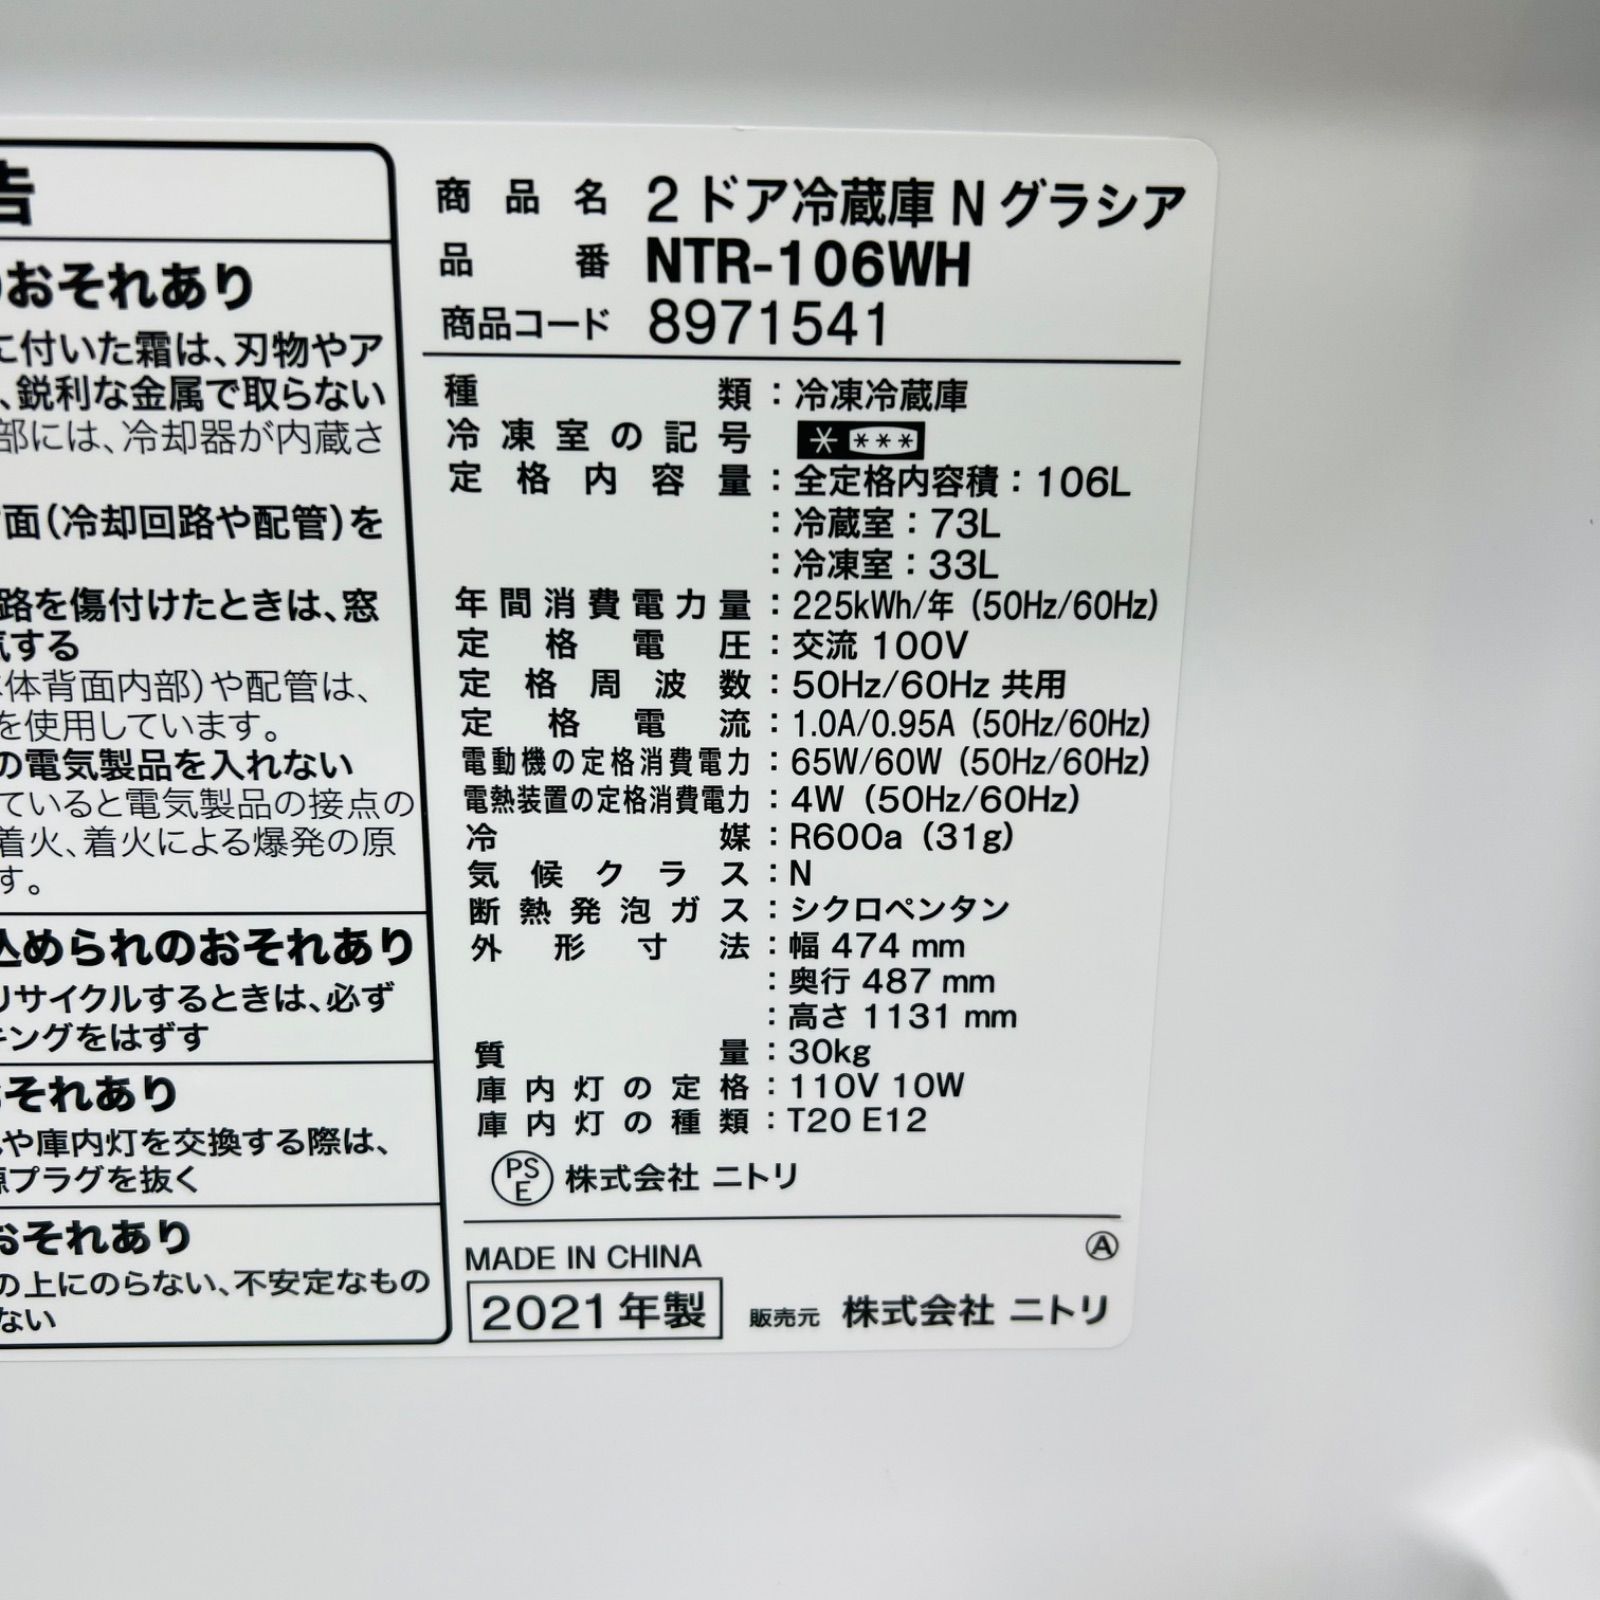 告
のおそれあり
に付いた霜は、刃物やア
、鋭利な金属で取らない
部には、冷却器が内蔵さ
面(冷却回路や配管)を
路を傷付けたときは、窓
気する
体背面内部)や配管は、
を使用しています。
の電気製品を入れない
ていると電気製品の接点の
着火、着火による爆発の原
す。
込められのおそれあり
リサイクルするときは、必ず
キングをはずす
おそれあり
や庫内灯を交換する際は、
源プラグを抜く
おそれあり
の上にのらない、不安定なもの
ない
商品名 2ドア冷蔵庫 N グラシア
品番 NTR-106WH
商品コード 8971541
種類：冷凍冷蔵庫
冷凍室の記号 * ***
定格内容量：全定格内容積：106L
：冷蔵室：73L
：冷凍室：33L
年間消費電力量：225kWh/年 (50Hz/60Hz)
定格電圧：交流 100V
定格周波数：50Hz/60Hz 共用
定格電流：1.0A/0.95A (50Hz/60Hz)
電動機の定格消費電力：65W/60W (50Hz/60Hz)
電熱装置の定格消費電力：4W (50Hz/60Hz)
冷媒：R600a (31g)
気候クラス：N
断熱発泡ガス：シクロペンタン
外形寸法：幅 474 mm
：奥行 487 mm
：高さ 1131 mm
質量：30kg
庫内灯の定格：110V 10W
庫内灯の種類：T20 E12
PS
E 株式会社 ニトリ
MADE IN CHINA Ⓐ
2021年製 販売元 株式会社 ニトリ